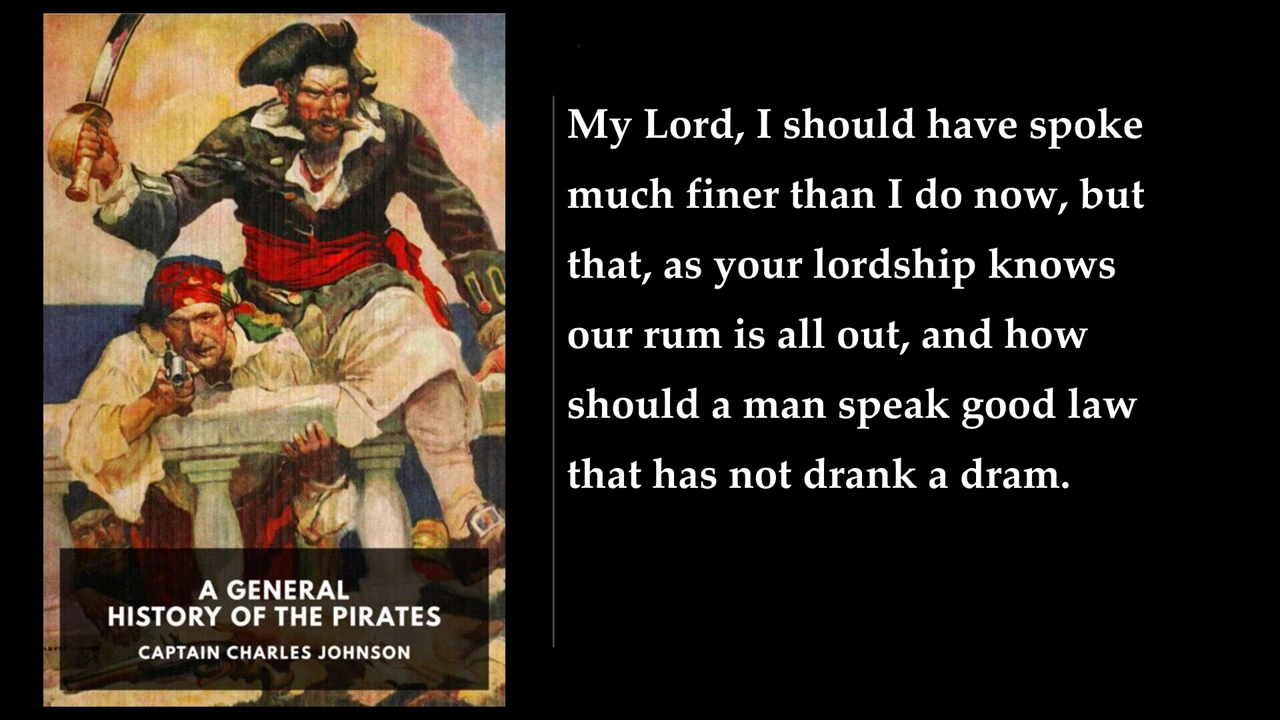 My Lord, I should have spoke
much finer than I do now, but
that, as your lordship knows
our rum is all out, and how
should a man speak good law
that has not drank a dram.
A GENERAL
HISTORY OF THE PIRATES
CAPTAIN CHARLES JOHNSON